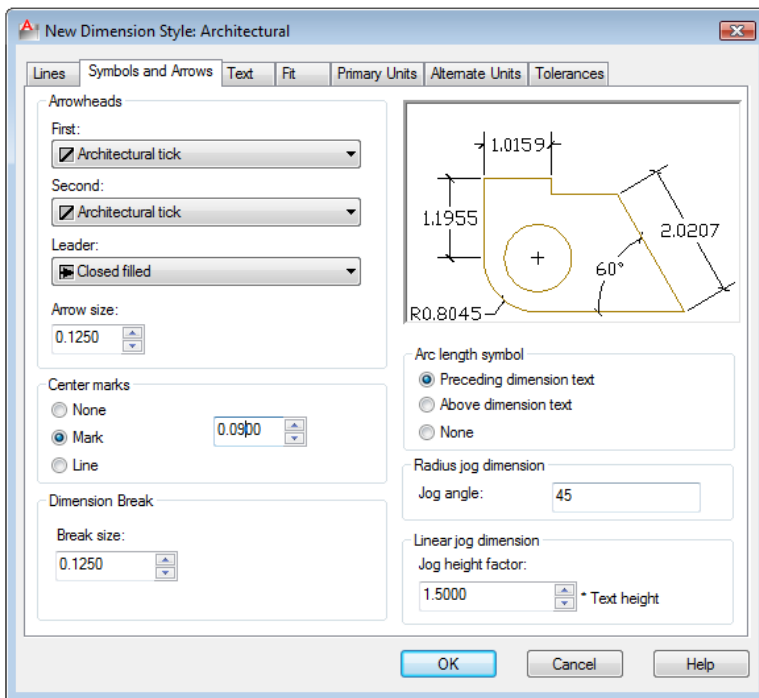 New Dimension Style: Architectural
Lines Symbols and Arrows Text Fit Primary Units Alternate Units Tolerances
Arrowheads
First:
Architectural tick
Second:
Architectural tick
Leader:
Closed filled
Arrow size:
0.1250
Center marks
None
Mark
0.0900
Line
Dimension Break
Break size:
0.1250
1.0159
1.1955
2.0207
60°
R0.8045
Arc length symbol
Preceding dimension text
Above dimension text
None
Radius jog dimension
Jog angle: 45
Linear jog dimension
Jog height factor:
1.5000 * Text height
OK Cancel Help